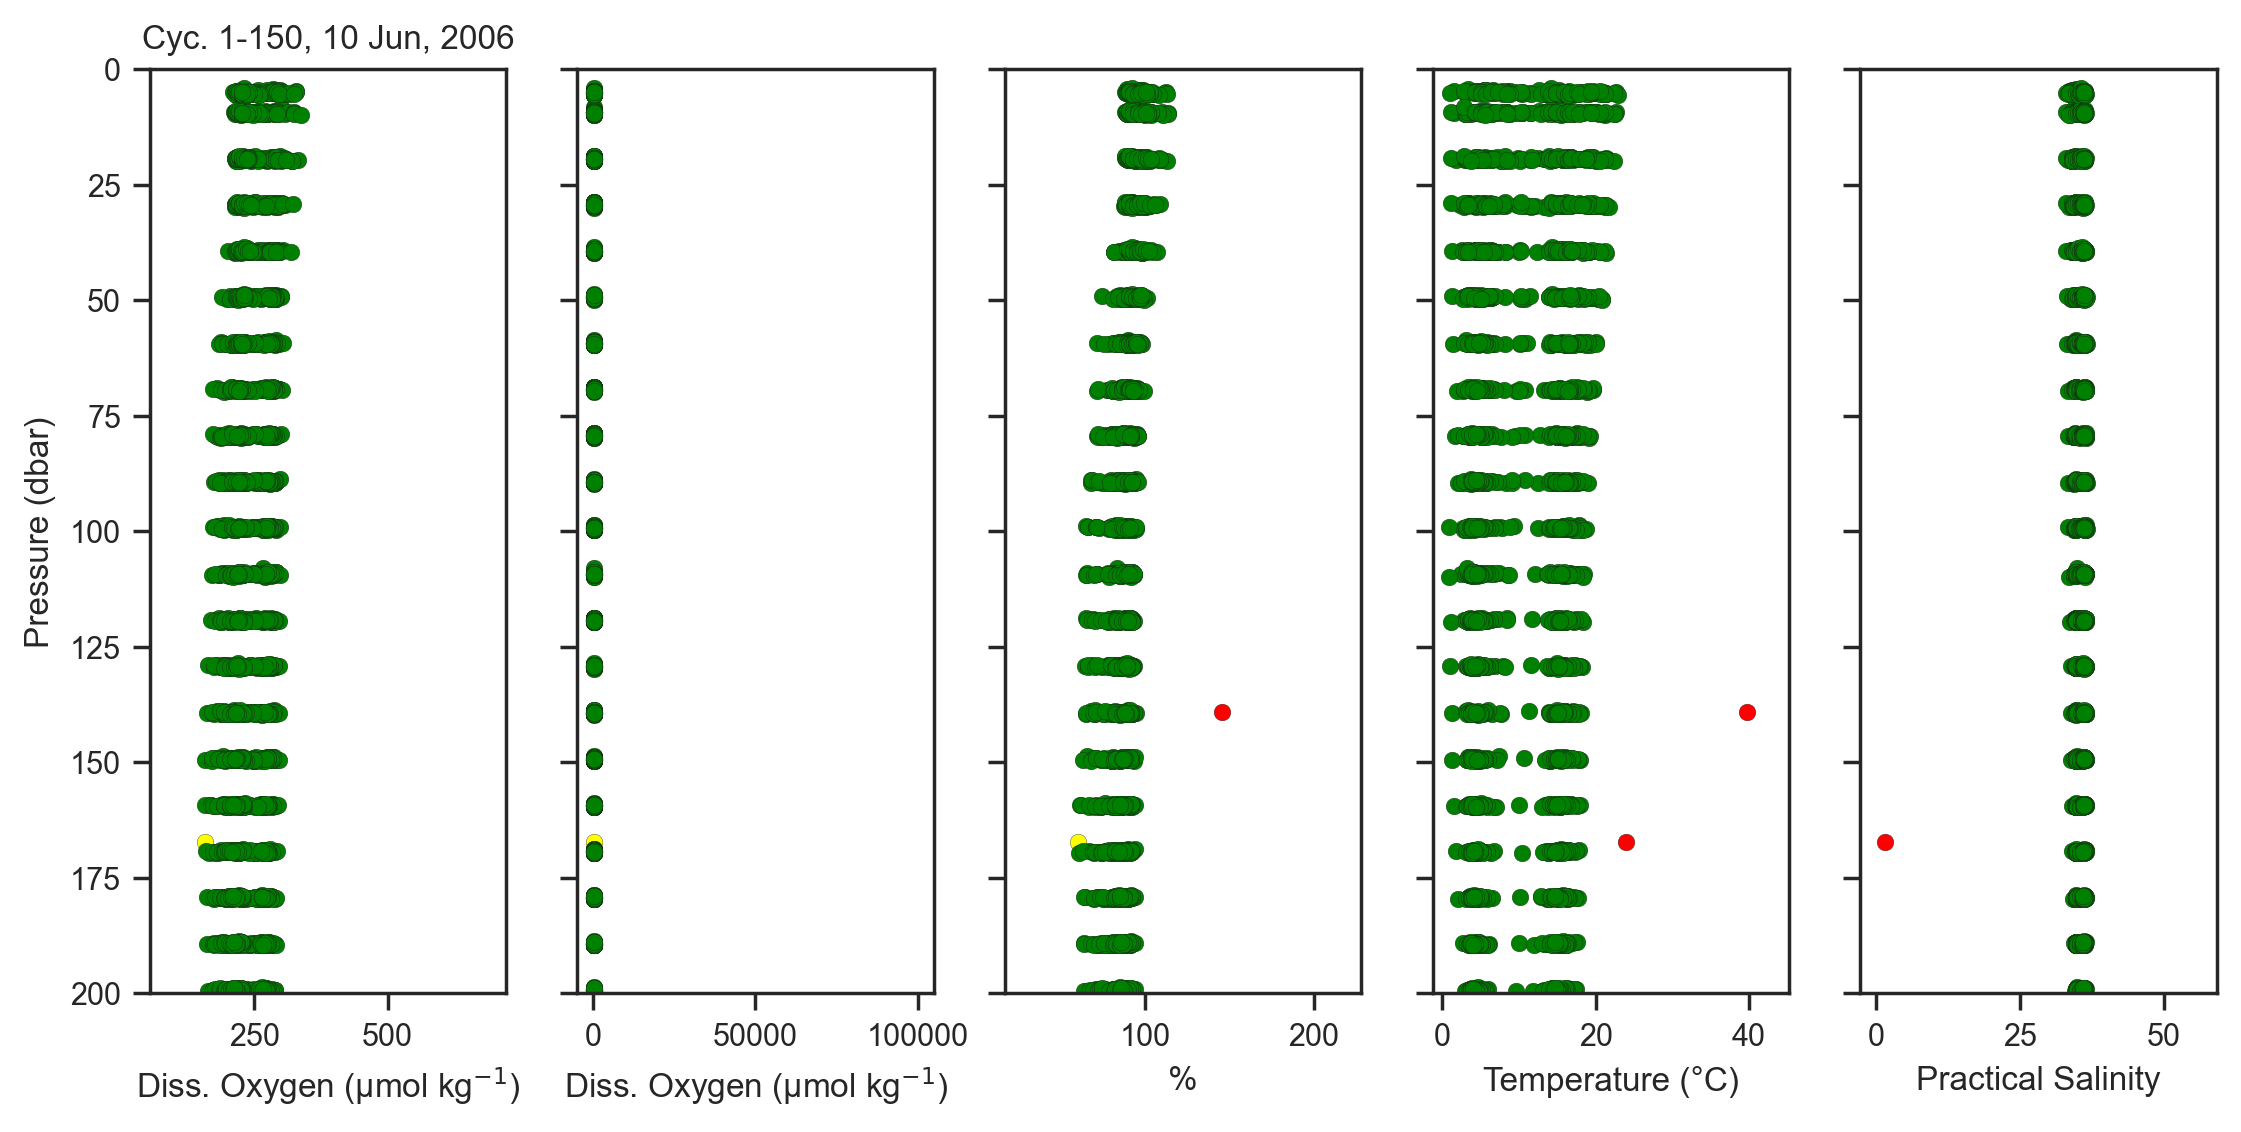 Cyc. 1-150, 10 Jun, 2006
Pressure (dbar)
0
25
50
75
100
125
150
175
200
250 500
0 50000 100000
100 200
0 20 40
0 25 50
Diss. Oxygen (µmol kg⁻¹)
Diss. Oxygen (µmol kg⁻¹)
%
Temperature (°C)
Practical Salinity